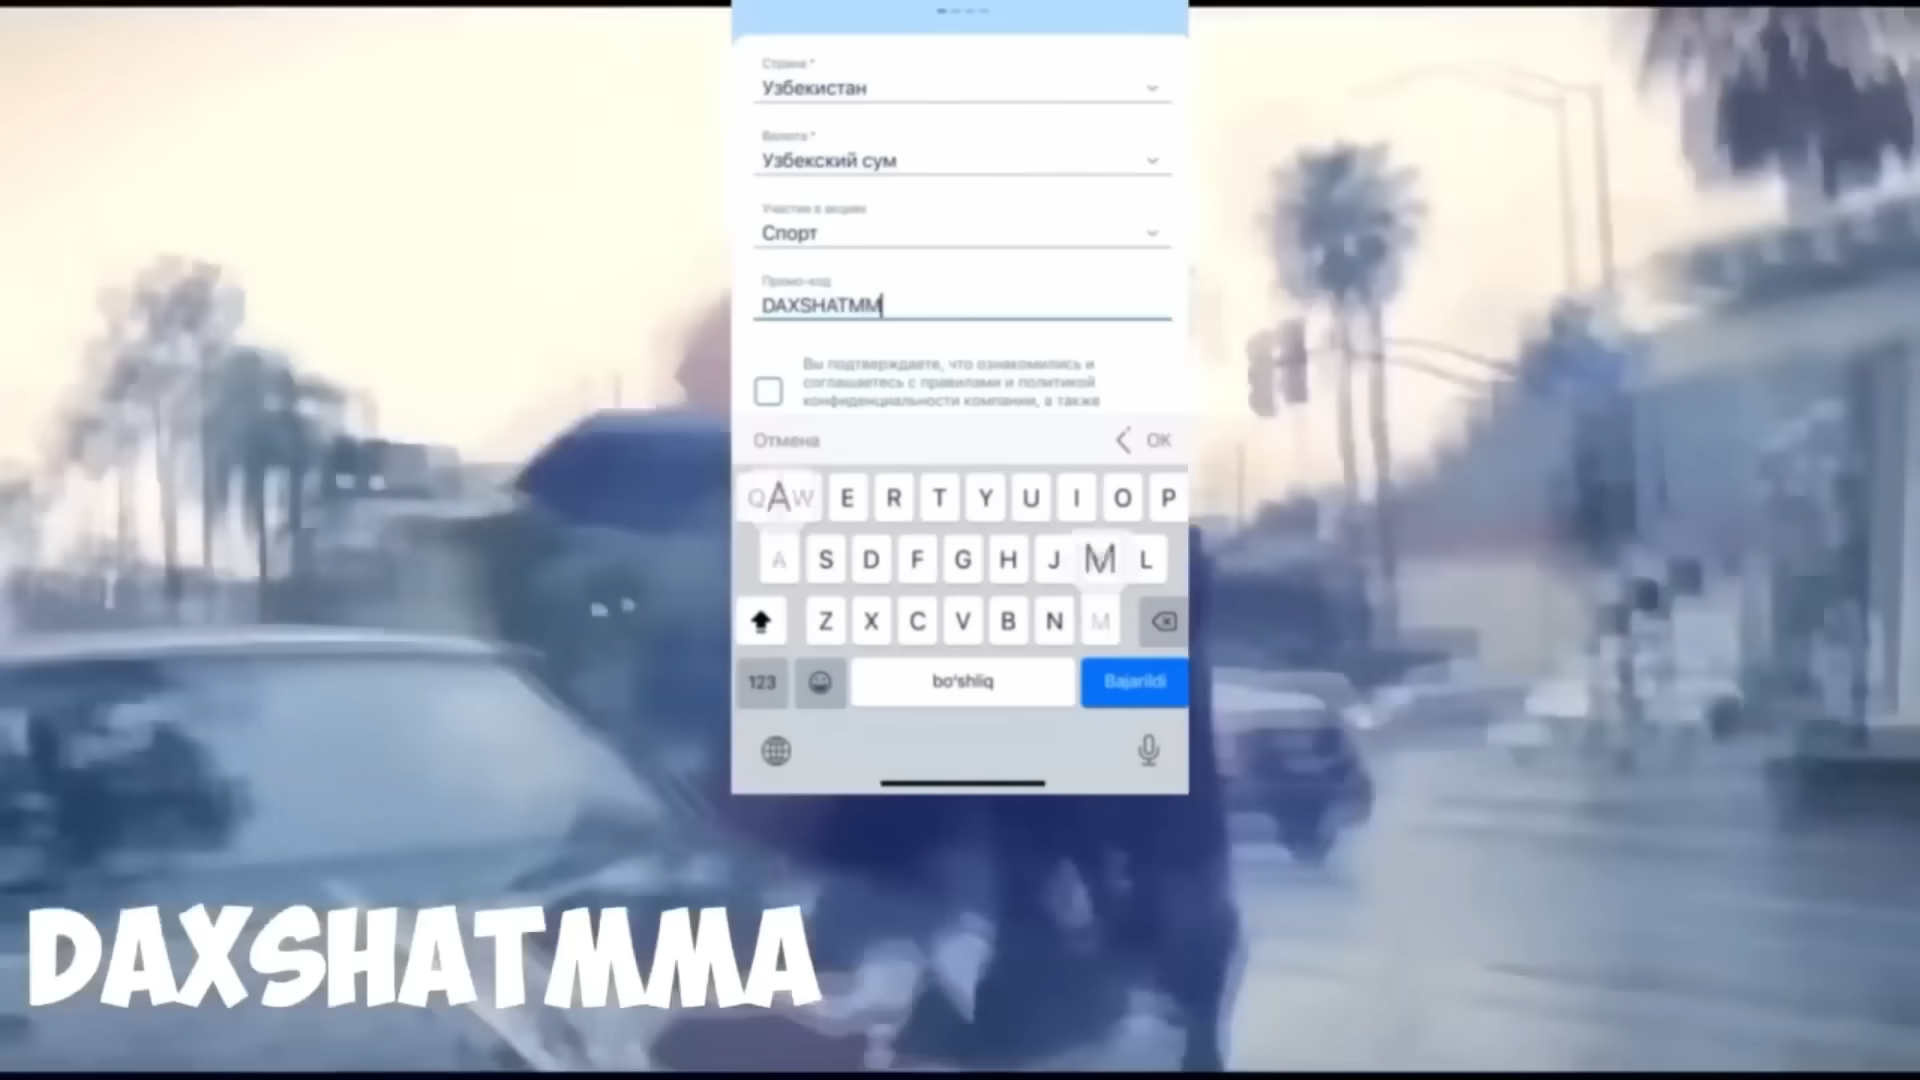 Страна *
Узбекистан
Валюта *
Узбекский сум
Участие в акциях
Спорт
Промо-код
DAXSHATMM
Вы подтверждаете, что ознакомились и
соглашаетесь с правилами и политикой
конфиденциальности компании, а также
Отмена
OK
Q A W E R T Y U I O P
A S D F G H J M L
Z X C V B N M
123
bo'shliq
Bajarildi
DAXSHATMMA